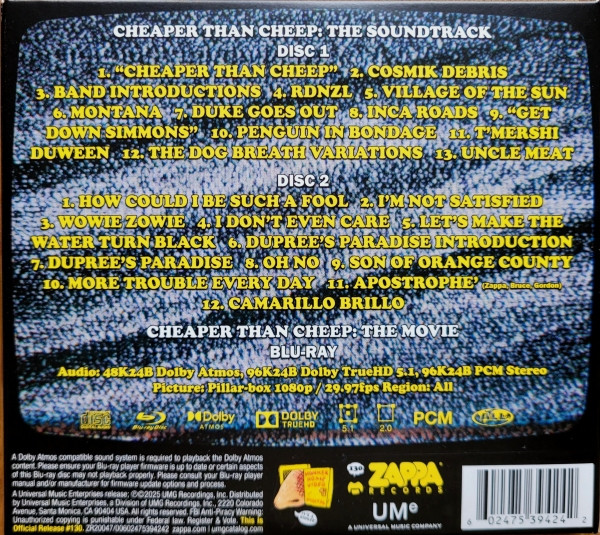 CHEAPER THAN CHEEP: THE SOUNDTRACK
DISC 1
1. “CHEAPER THAN CHEEP” 2. COSMIK DEBRIS
3. BAND INTRODUCTIONS 4. RDNZL 5. VILLAGE OF THE SUN
6. MONTANA 7. DUKE GOES OUT 8. INCA ROADS 9. “GET
DOWN SIMMONS” 10. PENGUIN IN BONDAGE 11. T’MERSHI
DUWEEN 12. THE DOG BREATH VARIATIONS 13. UNCLE MEAT
DISC 2
1. HOW COULD I BE SUCH A FOOL 2. I’M NOT SATISFIED
3. WOWIE ZOWIE 4. I DON’T EVEN CARE 5. LET’S MAKE THE
WATER TURN BLACK 6. DUPREE’S PARADISE INTRODUCTION
7. DUPREE’S PARADISE 8. OH NO 9. SON OF ORANGE COUNTY
10. MORE TROUBLE EVERY DAY 11. APOSTROPHE’ (Zappa, Bruce, Gordon)
12. CAMARILLO BRILLO
CHEAPER THAN CHEEP: THE MOVIE
BLU-RAY
Audio: 48K24B Dolby Atmos, 96K24B Dolby TrueHD 5.1, 96K24B PCM Stereo
Picture: Pillar-box 1080p / 29.97fps Region: All
DIGITAL AUDIO Blu-ray Disc Dolby ATMOS DOLBY TRUEHD 5.1 2.0 PCM
A Dolby Atmos compatible sound system is required to playback the Dolby Atmos
content. Please ensure your Blu-ray player firmware is up to date or certain aspects
of this Blu-ray disc may not playback properly. Please consult your Blu-ray player
manual and/or manufacturer for firmware update options and process.
A Universal Music Enterprises release; ℗©2025 UMG Recordings, Inc. Distributed
by Universal Music Enterprises, a Division of UMG Recordings, Inc., 2220 Colorado
Avenue, Santa Monica, CA 90404 USA. All rights reserved. FBI Anti-Piracy Warning:
Unauthorized copying is punishable under Federal law. Register & Vote. This is
Official Release #130. ZR20047/00602475394242 www.zappa.com / umgcatalog.com
130
ZAPPA
RECORDS
UMe
A UNIVERSAL MUSIC COMPANY
6 02475 39424 2